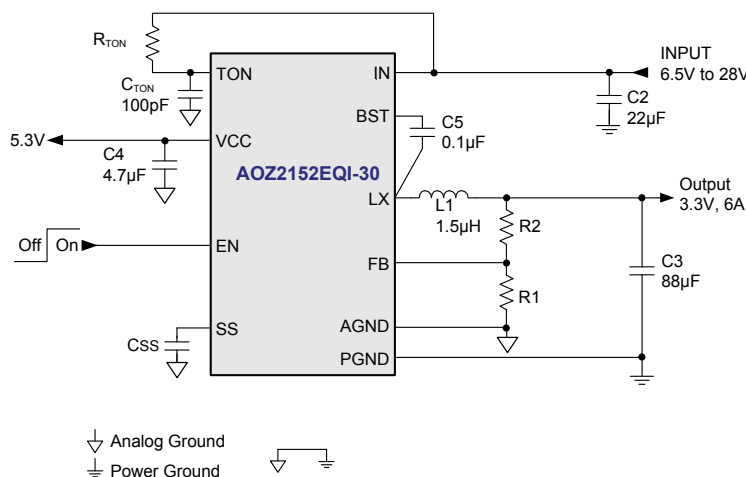 RTON
TON
CTON
100pF
IN
INPUT
6.5V to 28V
C2
22µF
BST
C5
0.1µF
5.3V
VCC
C4
4.7µF
AOZ2152EQI-30
LX
L1
1.5µH
Output
3.3V, 6A
R2
Off
On
EN
FB
C3
88µF
R1
SS
CSS
AGND
PGND
Analog Ground
Power Ground